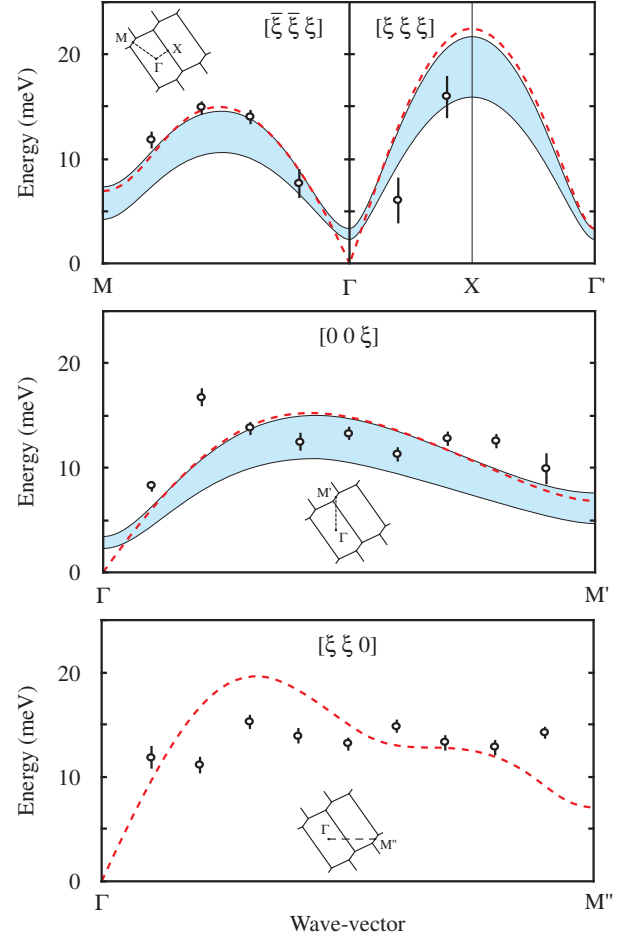 [ξ̅ ξ̅ ξ] [ξ ξ ξ]
M
X
Γ
20
10
0
Energy (meV)
M Γ X Γ'
[0 0 ξ]
20
10
0
Energy (meV)
M'
Γ
Γ M'
[ξ ξ 0]
20
10
0
Energy (meV)
Γ
M"
Γ M"
Wave-vector